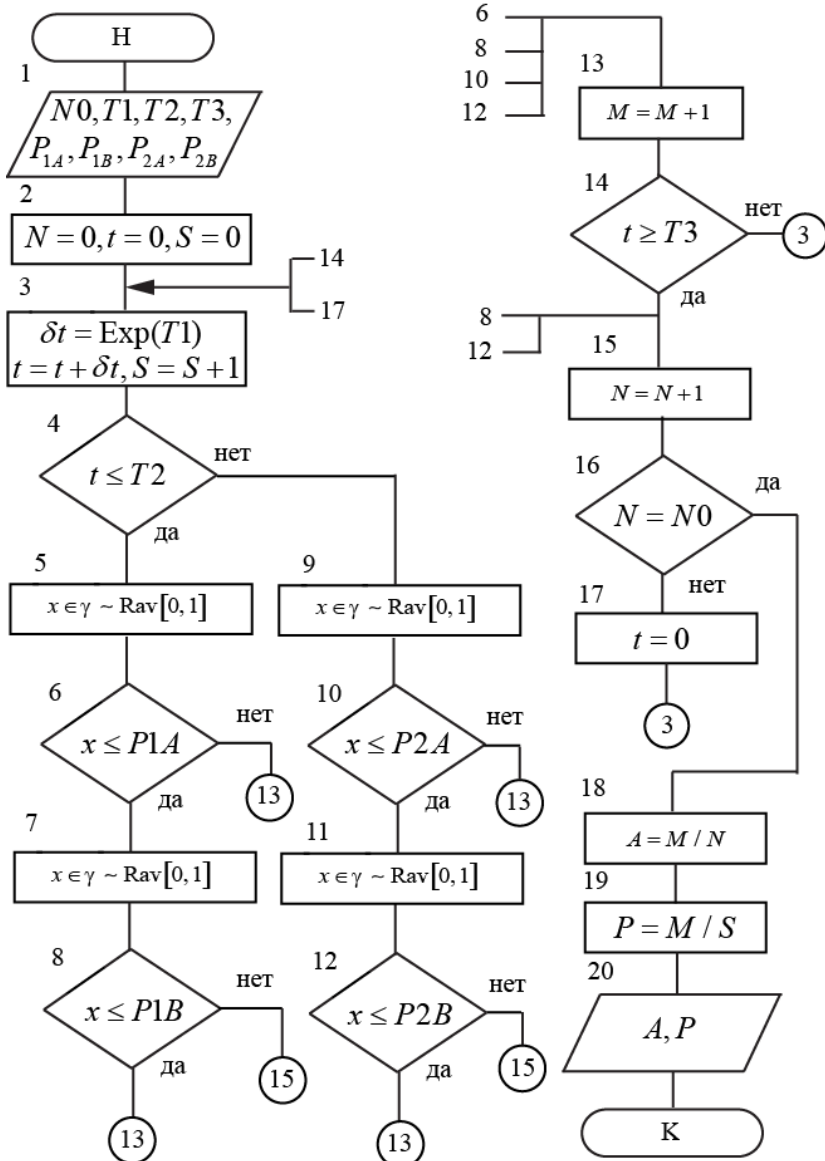 H
1
N0, T1, T2, T3,
P1A, P1B, P2A, P2B
2
N = 0, t = 0, S = 0
14
17
3
δt = Exp(T1)
t = t + δt, S = S + 1
4
t ≤ T2
нет
да
5
x ∈ γ ~ Rav[0, 1]
6
x ≤ P1A
нет
13
да
7
x ∈ γ ~ Rav[0, 1]
8
x ≤ P1B
нет
15
да
13
9
x ∈ γ ~ Rav[0, 1]
10
x ≤ P2A
нет
13
да
11
x ∈ γ ~ Rav[0, 1]
12
x ≤ P2B
нет
15
да
13
6
8
10
12
13
M = M + 1
14
t ≥ T3
нет
3
да
8
12
15
N = N + 1
16
N = N0
да
нет
17
t = 0
3
18
A = M / N
19
P = M / S
20
A, P
K